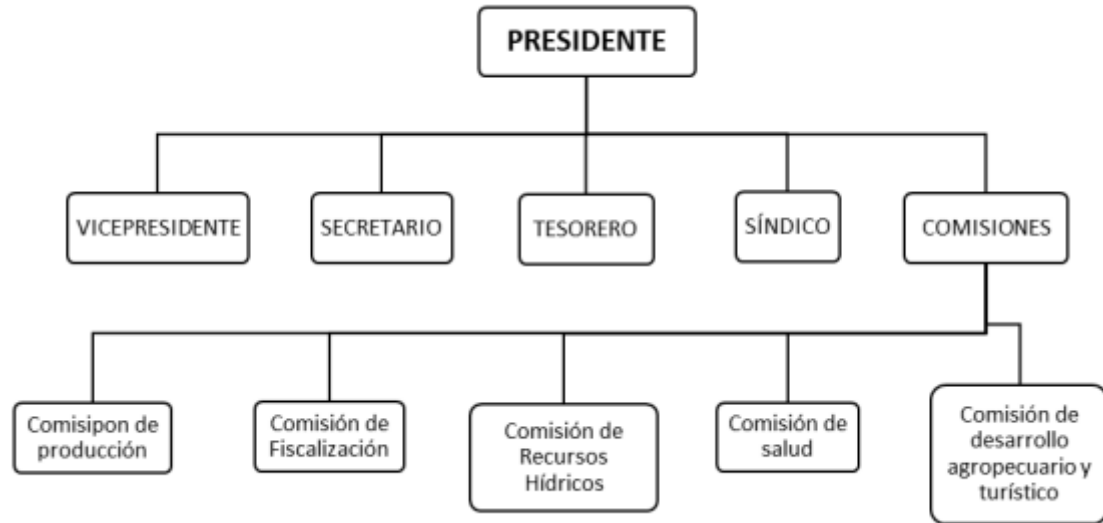 PRESIDENTE
VICEPRESIDENTE
SECRETARIO
TESORERO
SÍNDICO
COMISIONES
Comisipon de
producción
Comisión de
Fiscalización
Comisión de
Recursos
Hídricos
Comisión de
salud
Comisión de
desarrollo
agropecuario y
turístico